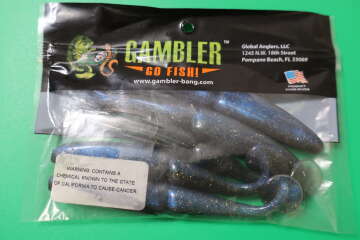 GAMBLER™
GO FISH!
www.gambler-bang.com
Global Anglers, LLC
1245 N.W. 18th Street
Pompano Beach, FL 33069
WARNING: CONTAINS A
CHEMICAL KNOWN TO THE STATE
OF CALIFORNIA TO CAUSE CANCER.